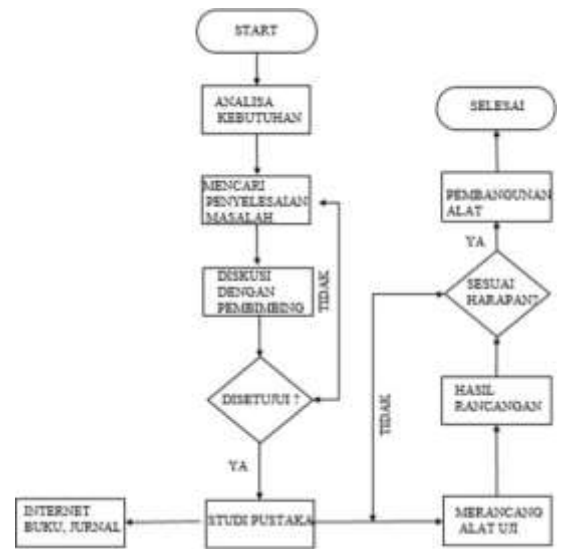 START
ANALISA
KEBUTUHAN
MENCARI
PENYELESAIAN
MASALAH
DISKUSI
DENGAN
PEMBIMBING
TIDAK
DISETUJUI ?
YA
STUDI PUSTAKA
INTERNET
BUKU, JURNAL
MERANCANG
ALAT UJI
HASIL
RANCANGAN
TIDAK
SESUAI
HARAPAN?
YA
PEMBANGUNAN
ALAT
SELESAI